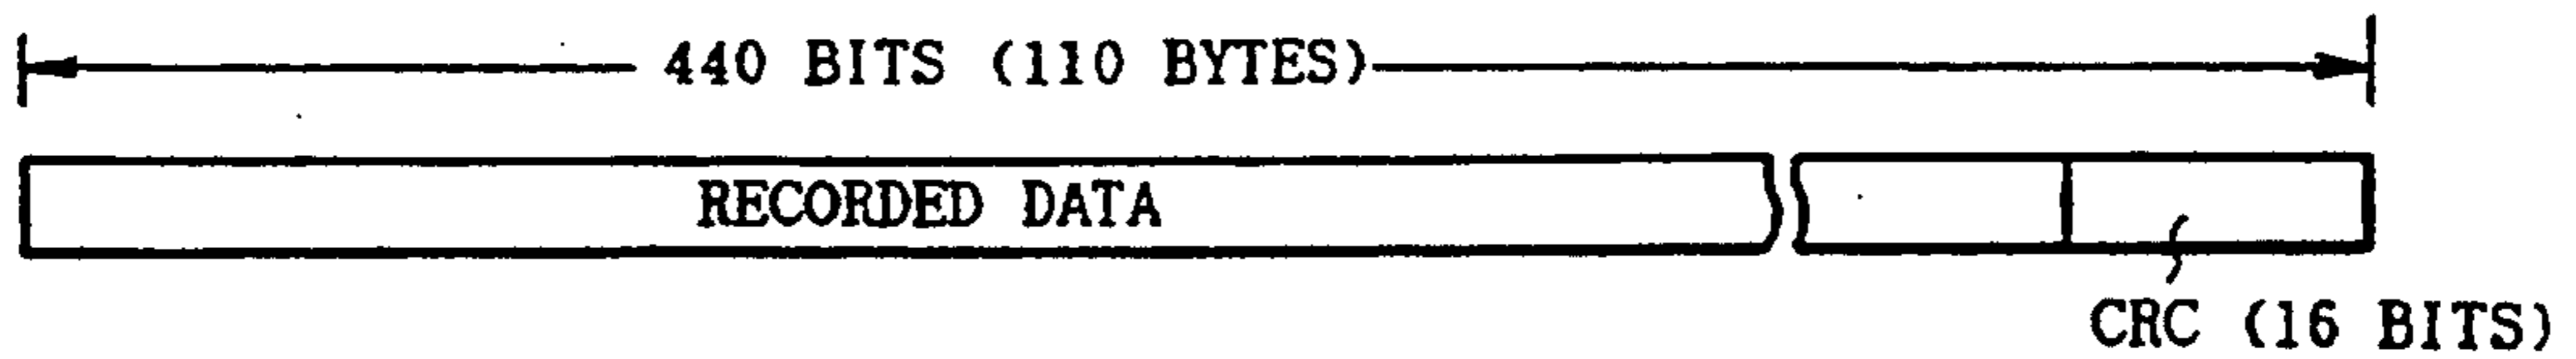 440 BITS (110 BYTES)
RECORDED DATA
CRC (16 BITS)